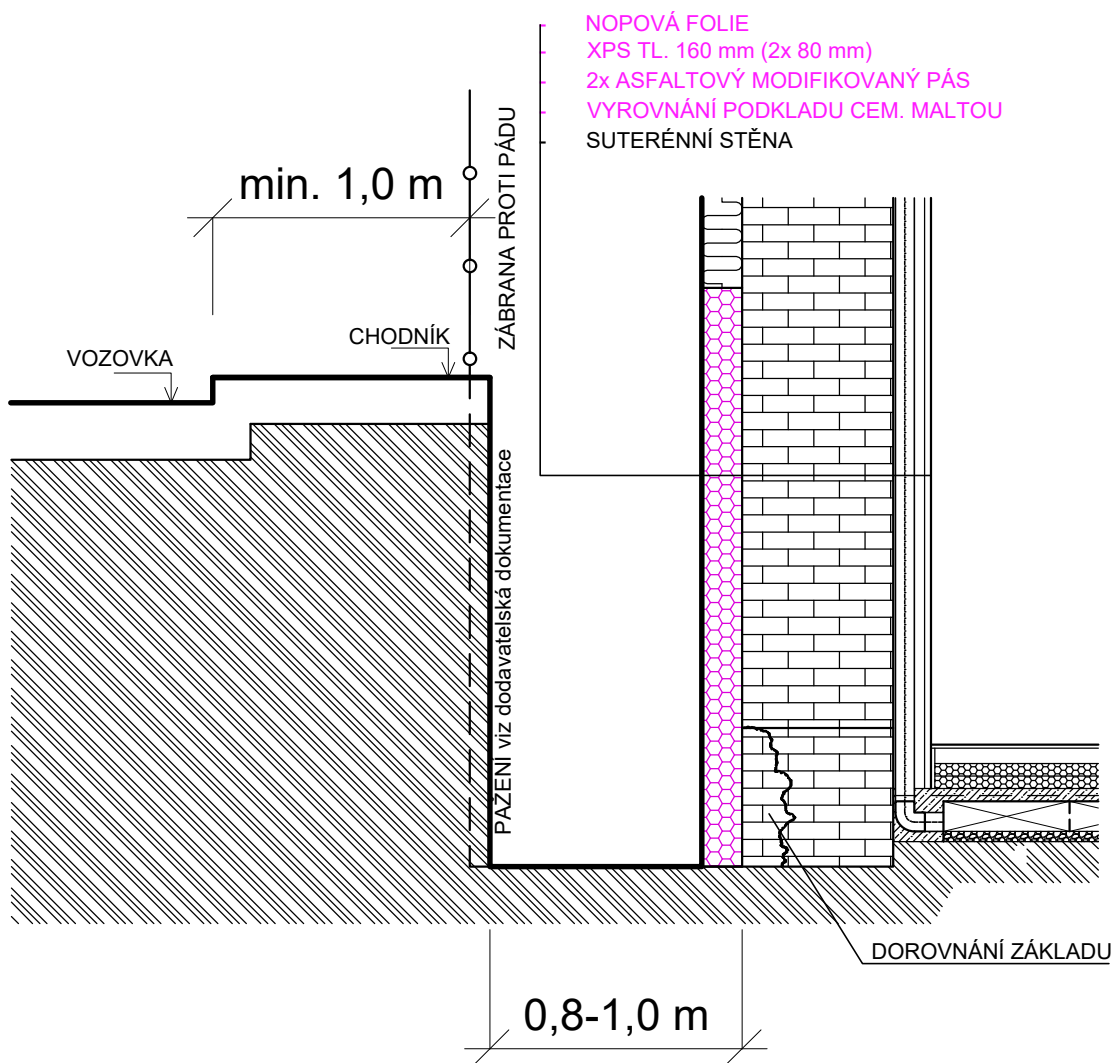 NOPOVÁ FOLIE
XPS TL. 160 mm (2x 80 mm)
2x ASFALTOVÝ MODIFIKOVANÝ PÁS
VYROVNÁNÍ PODKLADU CEM. MALTOU
SUTERÉNNÍ STĚNA
min. 1,0 m
ZÁBRANA PROTI PÁDU
CHODNÍK
VOZOVKA
PAŽENÍ viz dodavatelská dokumentace
DOROVNÁNÍ ZÁKLADU
0,8-1,0 m